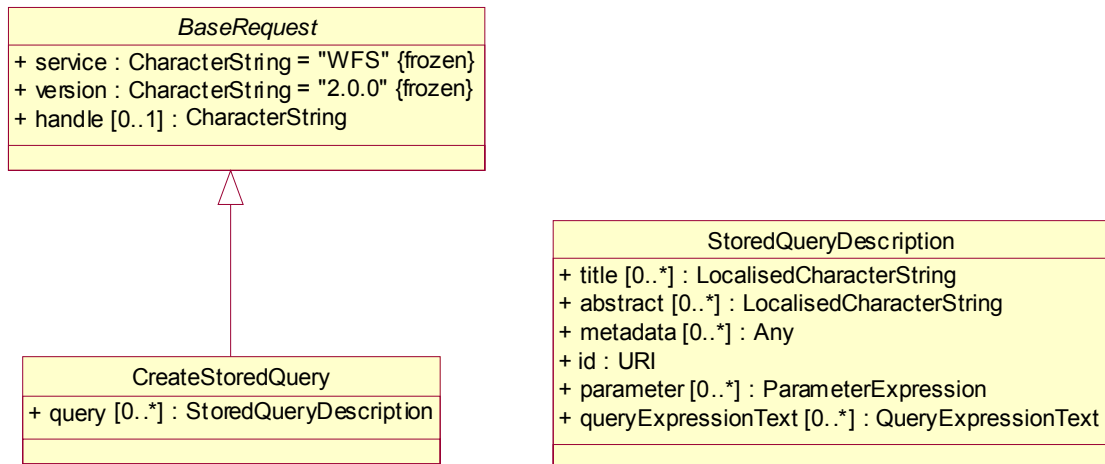 BaseRequest
+ service : CharacterString = "WFS" {frozen}
+ version : CharacterString = "2.0.0" {frozen}
+ handle [0..1] : CharacterString
CreateStoredQuery
+ query [0..*] : StoredQueryDescription
StoredQueryDescription
+ title [0..*] : LocalisedCharacterString
+ abstract [0..*] : LocalisedCharacterString
+ metadata [0..*] : Any
+ id : URI
+ parameter [0..*] : ParameterExpression
+ queryExpressionText [0..*] : QueryExpressionText